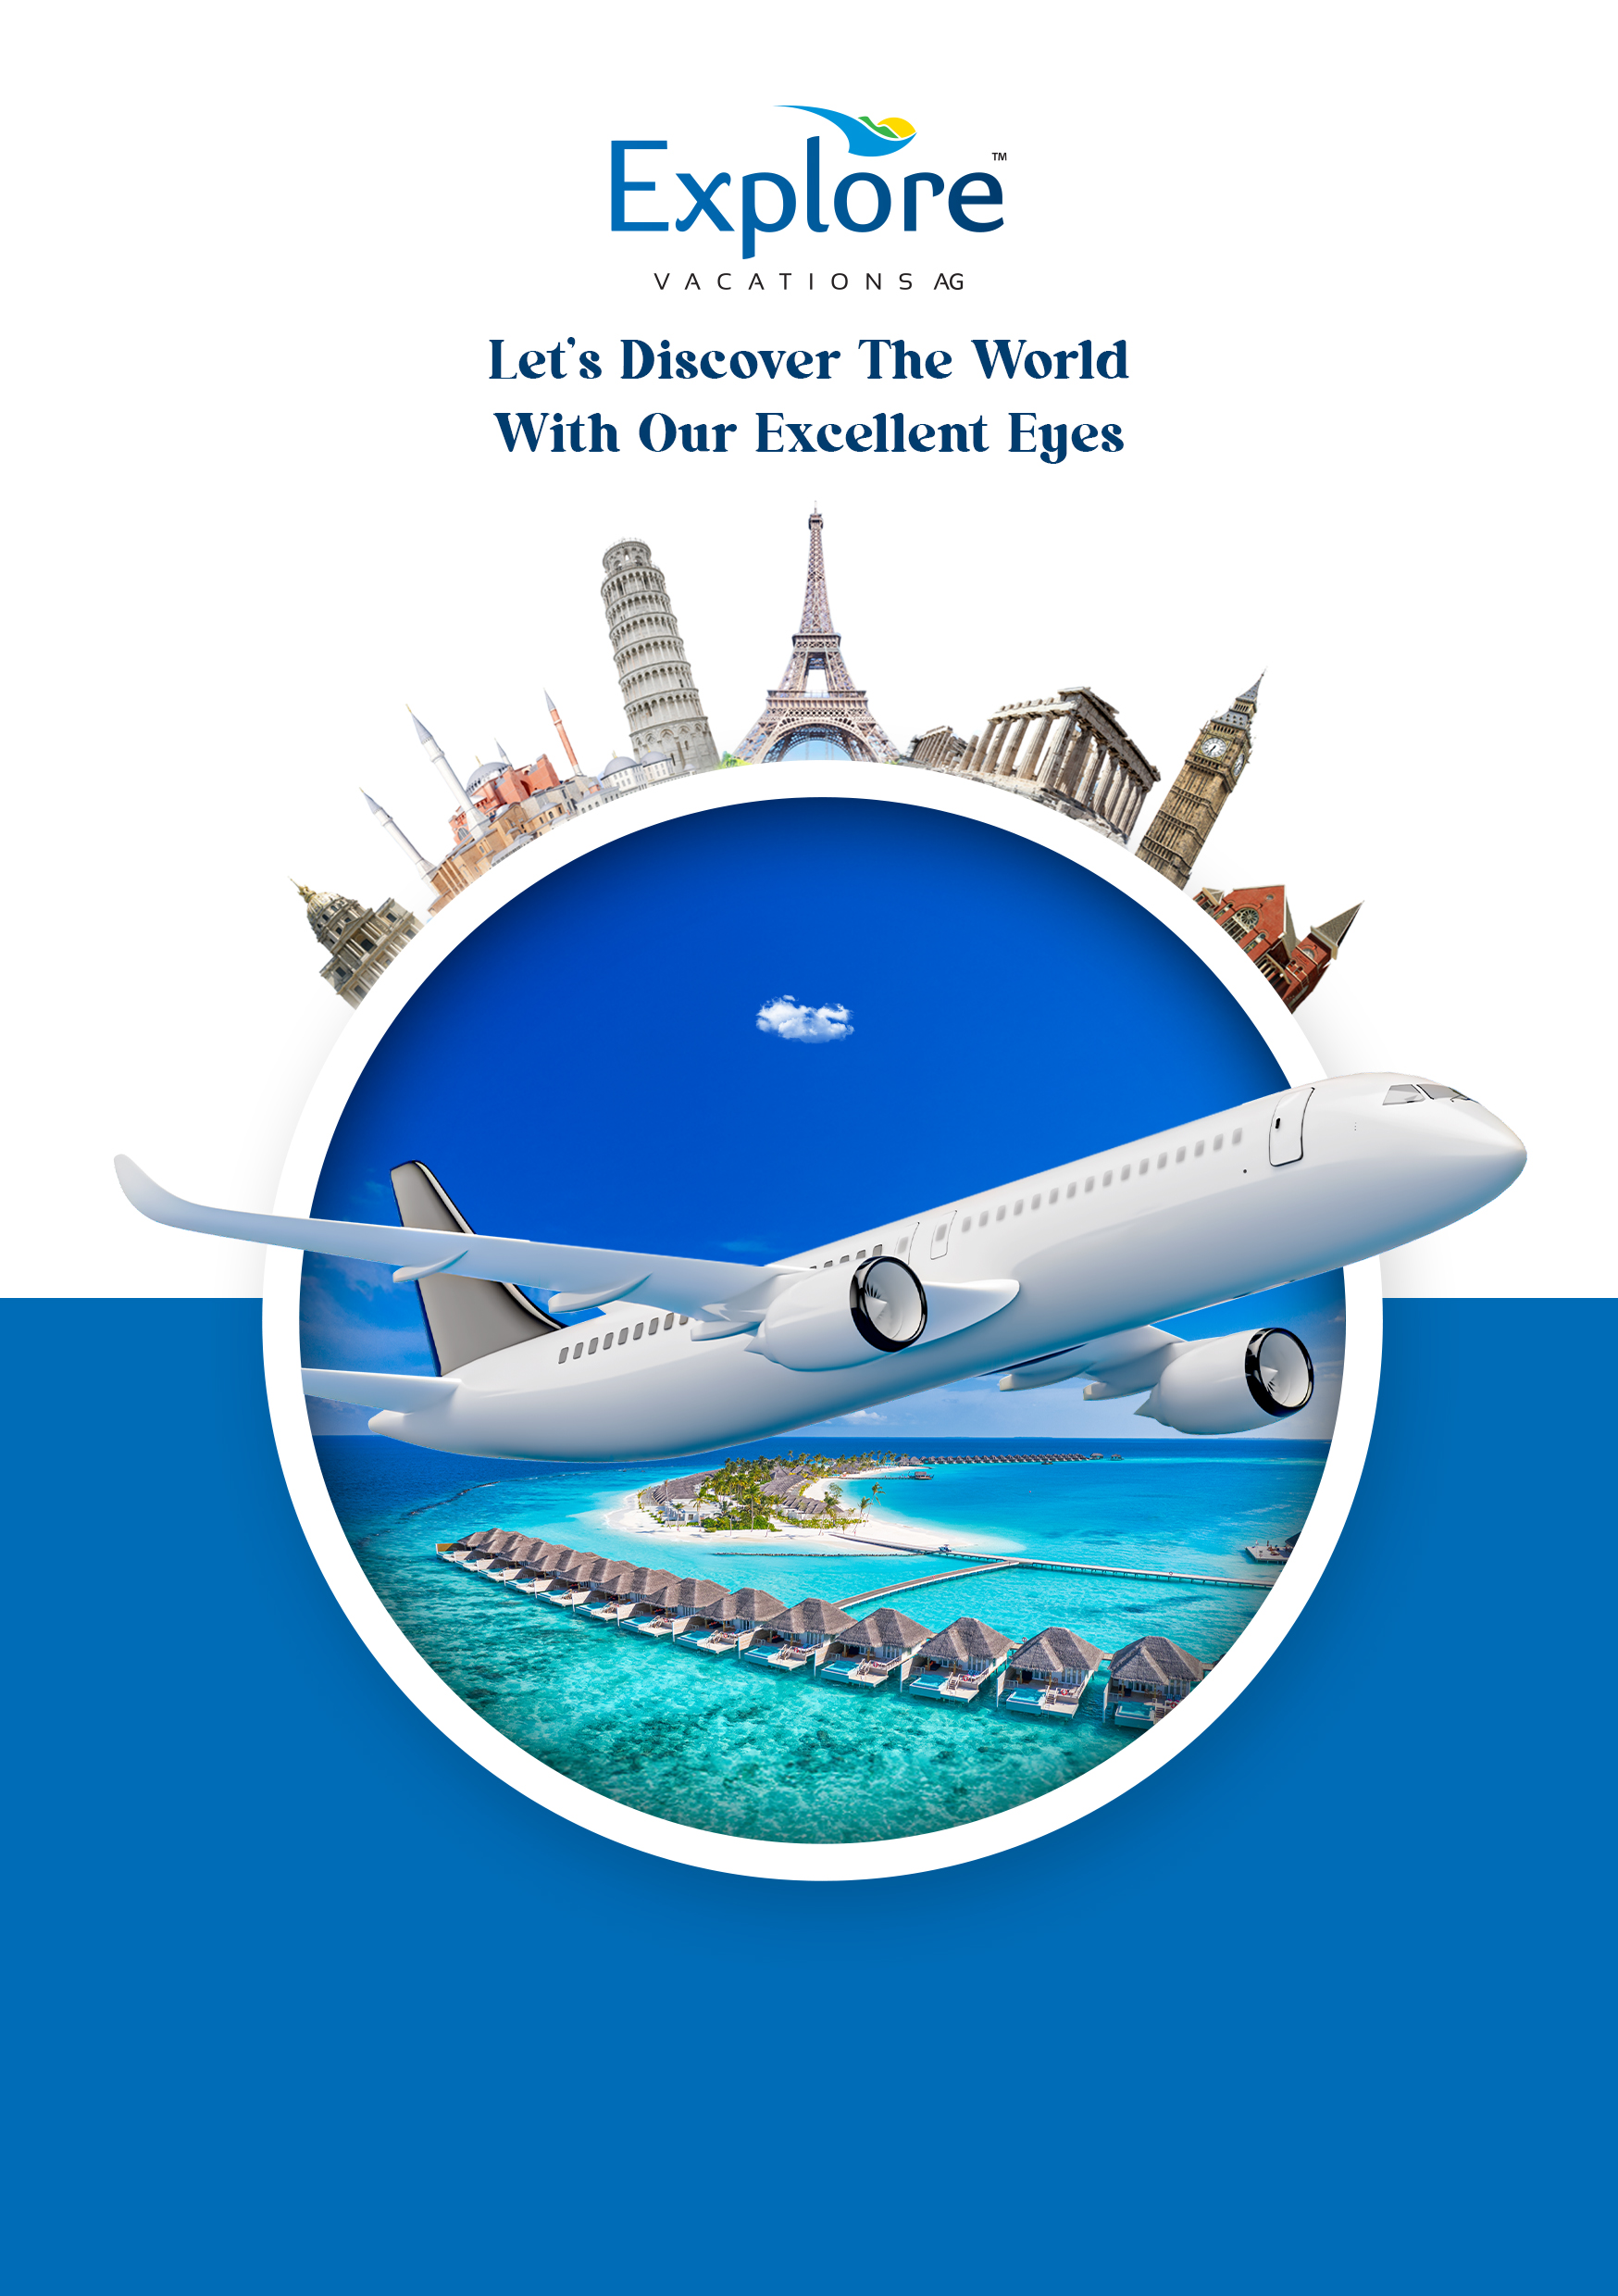 Explore™
VACATIONS AG
Let's Discover The World
With Our Excellent Eyes